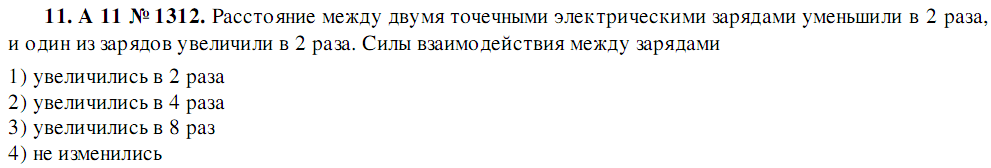 11. А 11 № 1312. Расстояние между двумя точечными электрическими зарядами уменьшили в 2 раза,
и один из зарядов увеличили в 2 раза. Силы взаимодействия между зарядами
1) увеличились в 2 раза
2) увеличились в 4 раза
3) увеличились в 8 раз
4) не изменились